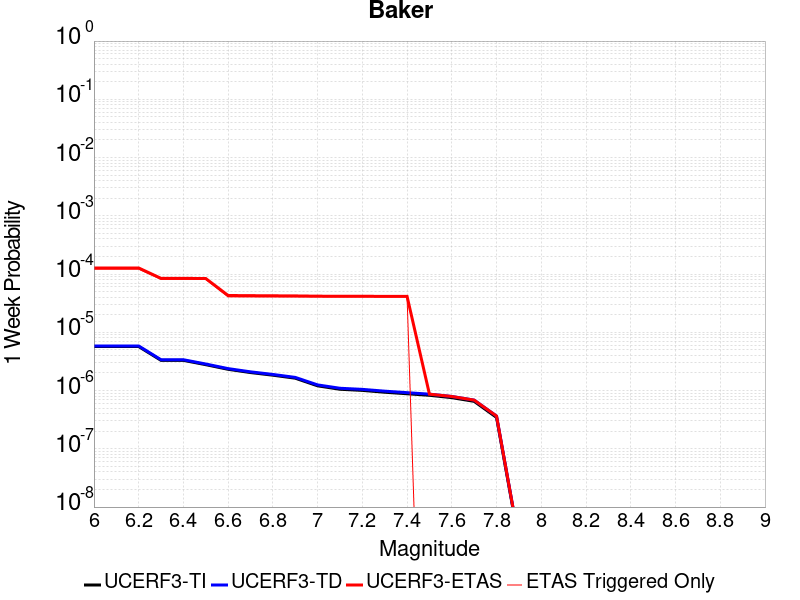 Baker
10 0
10 -1
10 -2
10 -3
10 -4
10 -5
10 -6
10 -7
10 -8
1 Week Probability
6 6.2 6.4 6.6 6.8 7 7.2 7.4 7.6 7.8 8 8.2 8.4 8.6 8.8 9
Magnitude
UCERF3-TI UCERF3-TD UCERF3-ETAS ETAS Triggered Only